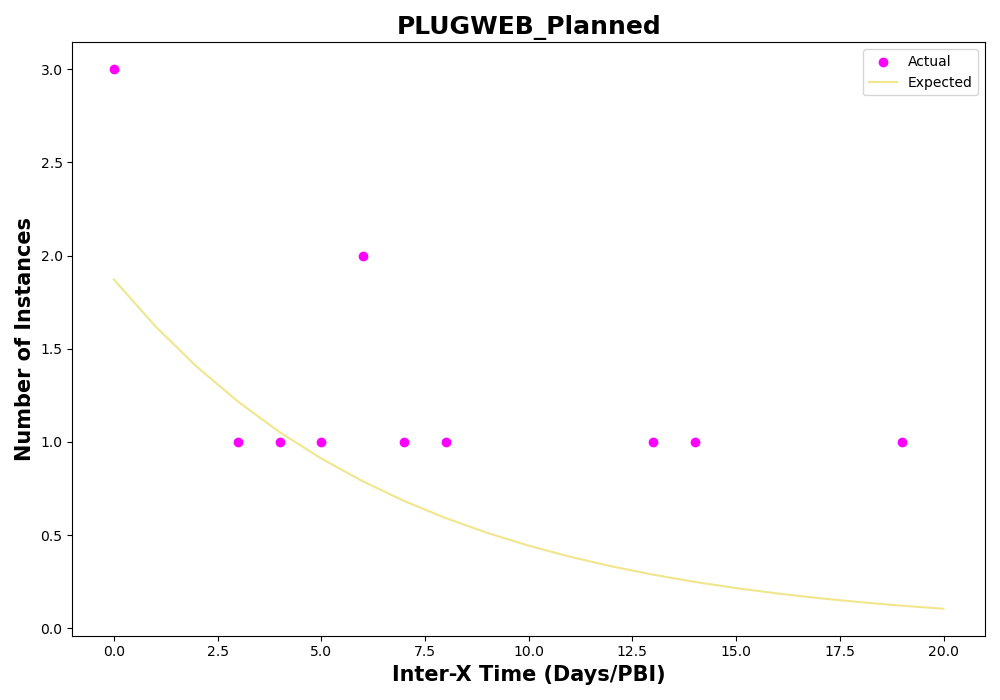 PLUGWEB_Planned
Actual
Expected
Number of Instances
3.0
2.5
2.0
1.5
1.0
0.5
0.0
0.0 2.5 5.0 7.5 10.0 12.5 15.0 17.5 20.0
Inter-X Time (Days/PBI)